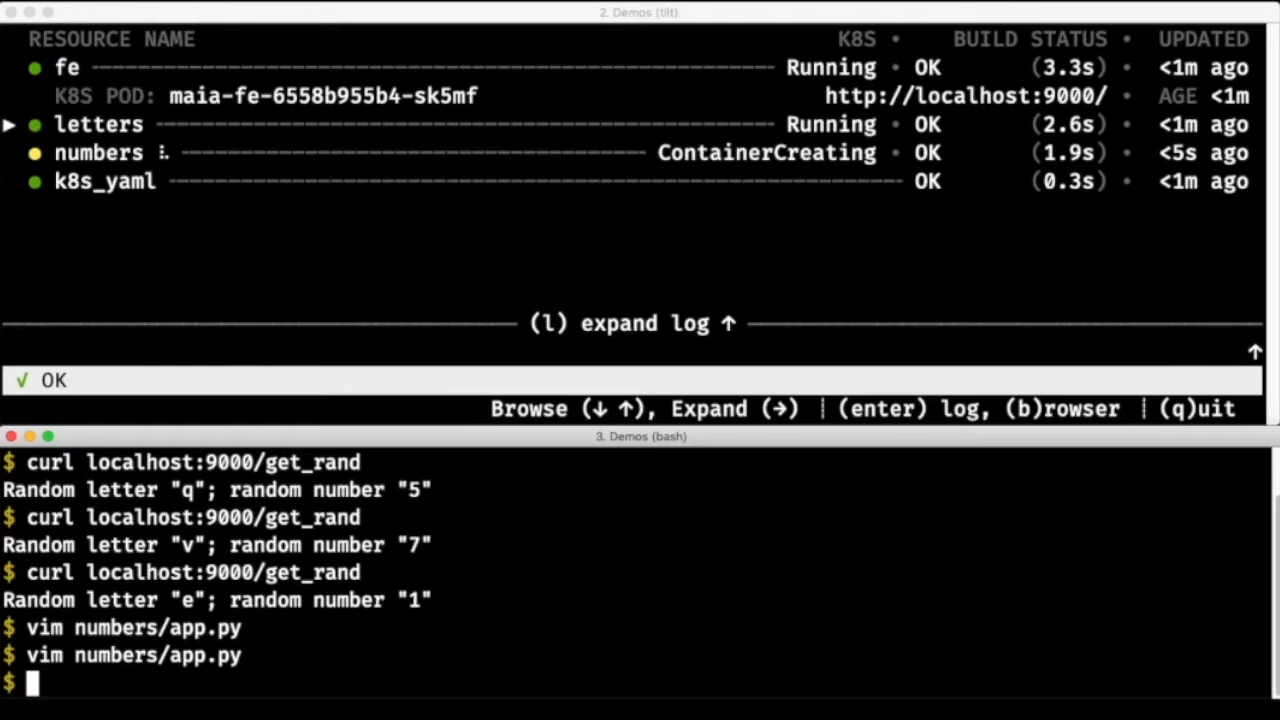 2. Demos (tilt)
RESOURCE NAME K8S • BUILD STATUS • UPDATED
● fe Running • OK (3.3s) • <1m ago
K8S POD: maia-fe-6558b955b4-sk5mf http://localhost:9000/ • AGE <1m
▶ ● letters Running • OK (2.6s) • <1m ago
● numbers ⠧ ContainerCreating • OK (1.9s) • <5s ago
● k8s_yaml OK (0.3s) • <1m ago
(l) expand log ↑
↑
√ OK
Browse (↓ ↑), Expand (→) ┊ (enter) log, (b)rowser ┊ (q)uit
3. Demos (bash)
$ curl localhost:9000/get_rand
Random letter "q"; random number "5"
$ curl localhost:9000/get_rand
Random letter "v"; random number "7"
$ curl localhost:9000/get_rand
Random letter "e"; random number "1"
$ vim numbers/app.py
$ vim numbers/app.py
$